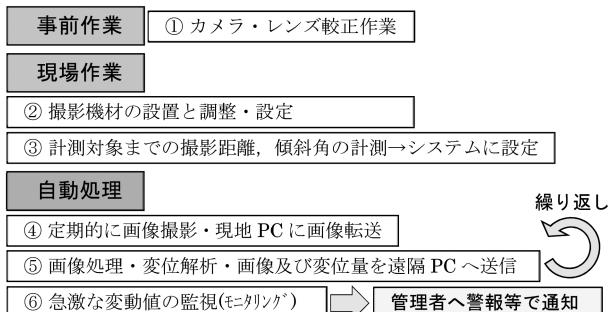 事前作業
① カメラ・レンズ較正作業
現場作業
② 撮影機材の設置と調整・設定
③ 計測対象までの撮影距離，傾斜角の計測→システムに設定
自動処理
繰り返し
④ 定期的に画像撮影・現地 PC に画像転送
⑤ 画像処理・変位解析・画像及び変位量を遠隔 PC へ送信
⑥ 急激な変動値の監視(ﾓﾆﾀﾘﾝｸﾞ)
管理者へ警報等で通知